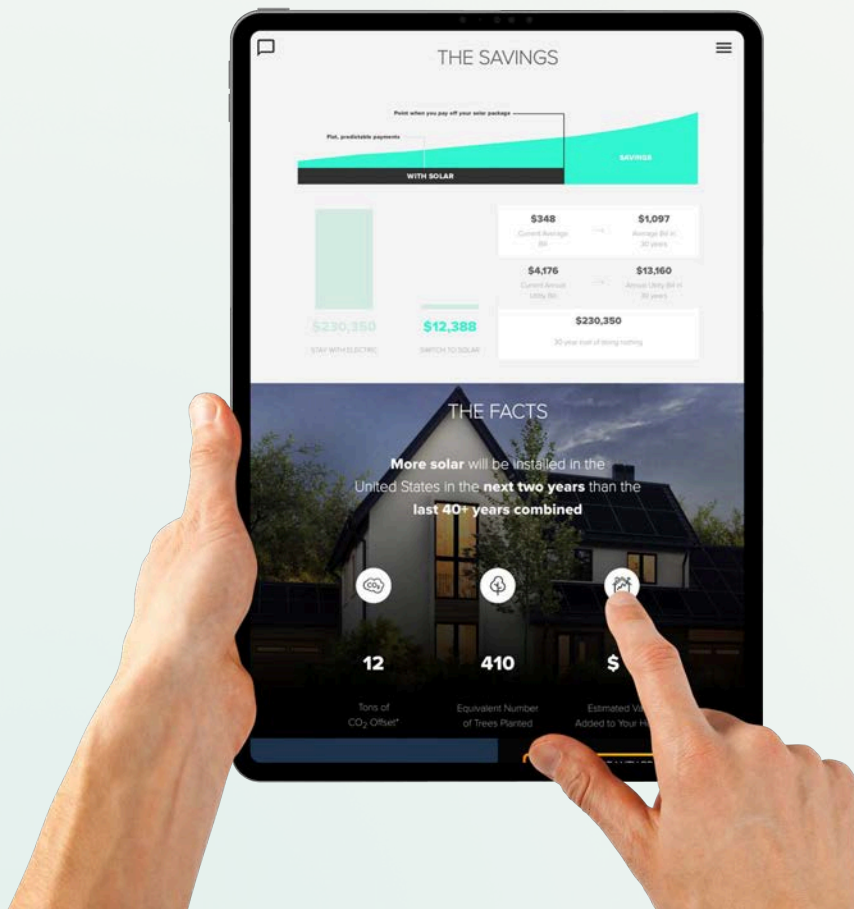 THE SAVINGS
Point when you pay off your solar package
Flat, predictable payments
SAVINGS
WITH SOLAR
$348
Current Average
Bill
$1,097
Average Bill in
30 years
$4,176
Current Annual
Utility Bill
$13,160
Annual Utility Bill in
30 years
$230,350
STAY WITH ELECTRIC
$12,388
SWITCH TO SOLAR
$230,350
30 year cost of doing nothing
THE FACTS
More solar will be installed in the
United States in the next two years than the
last 40+ years combined
CO₂
12
Tons of
CO₂ Offset*
410
Equivalent Number
of Trees Planted
$
Estimated
Added to Your